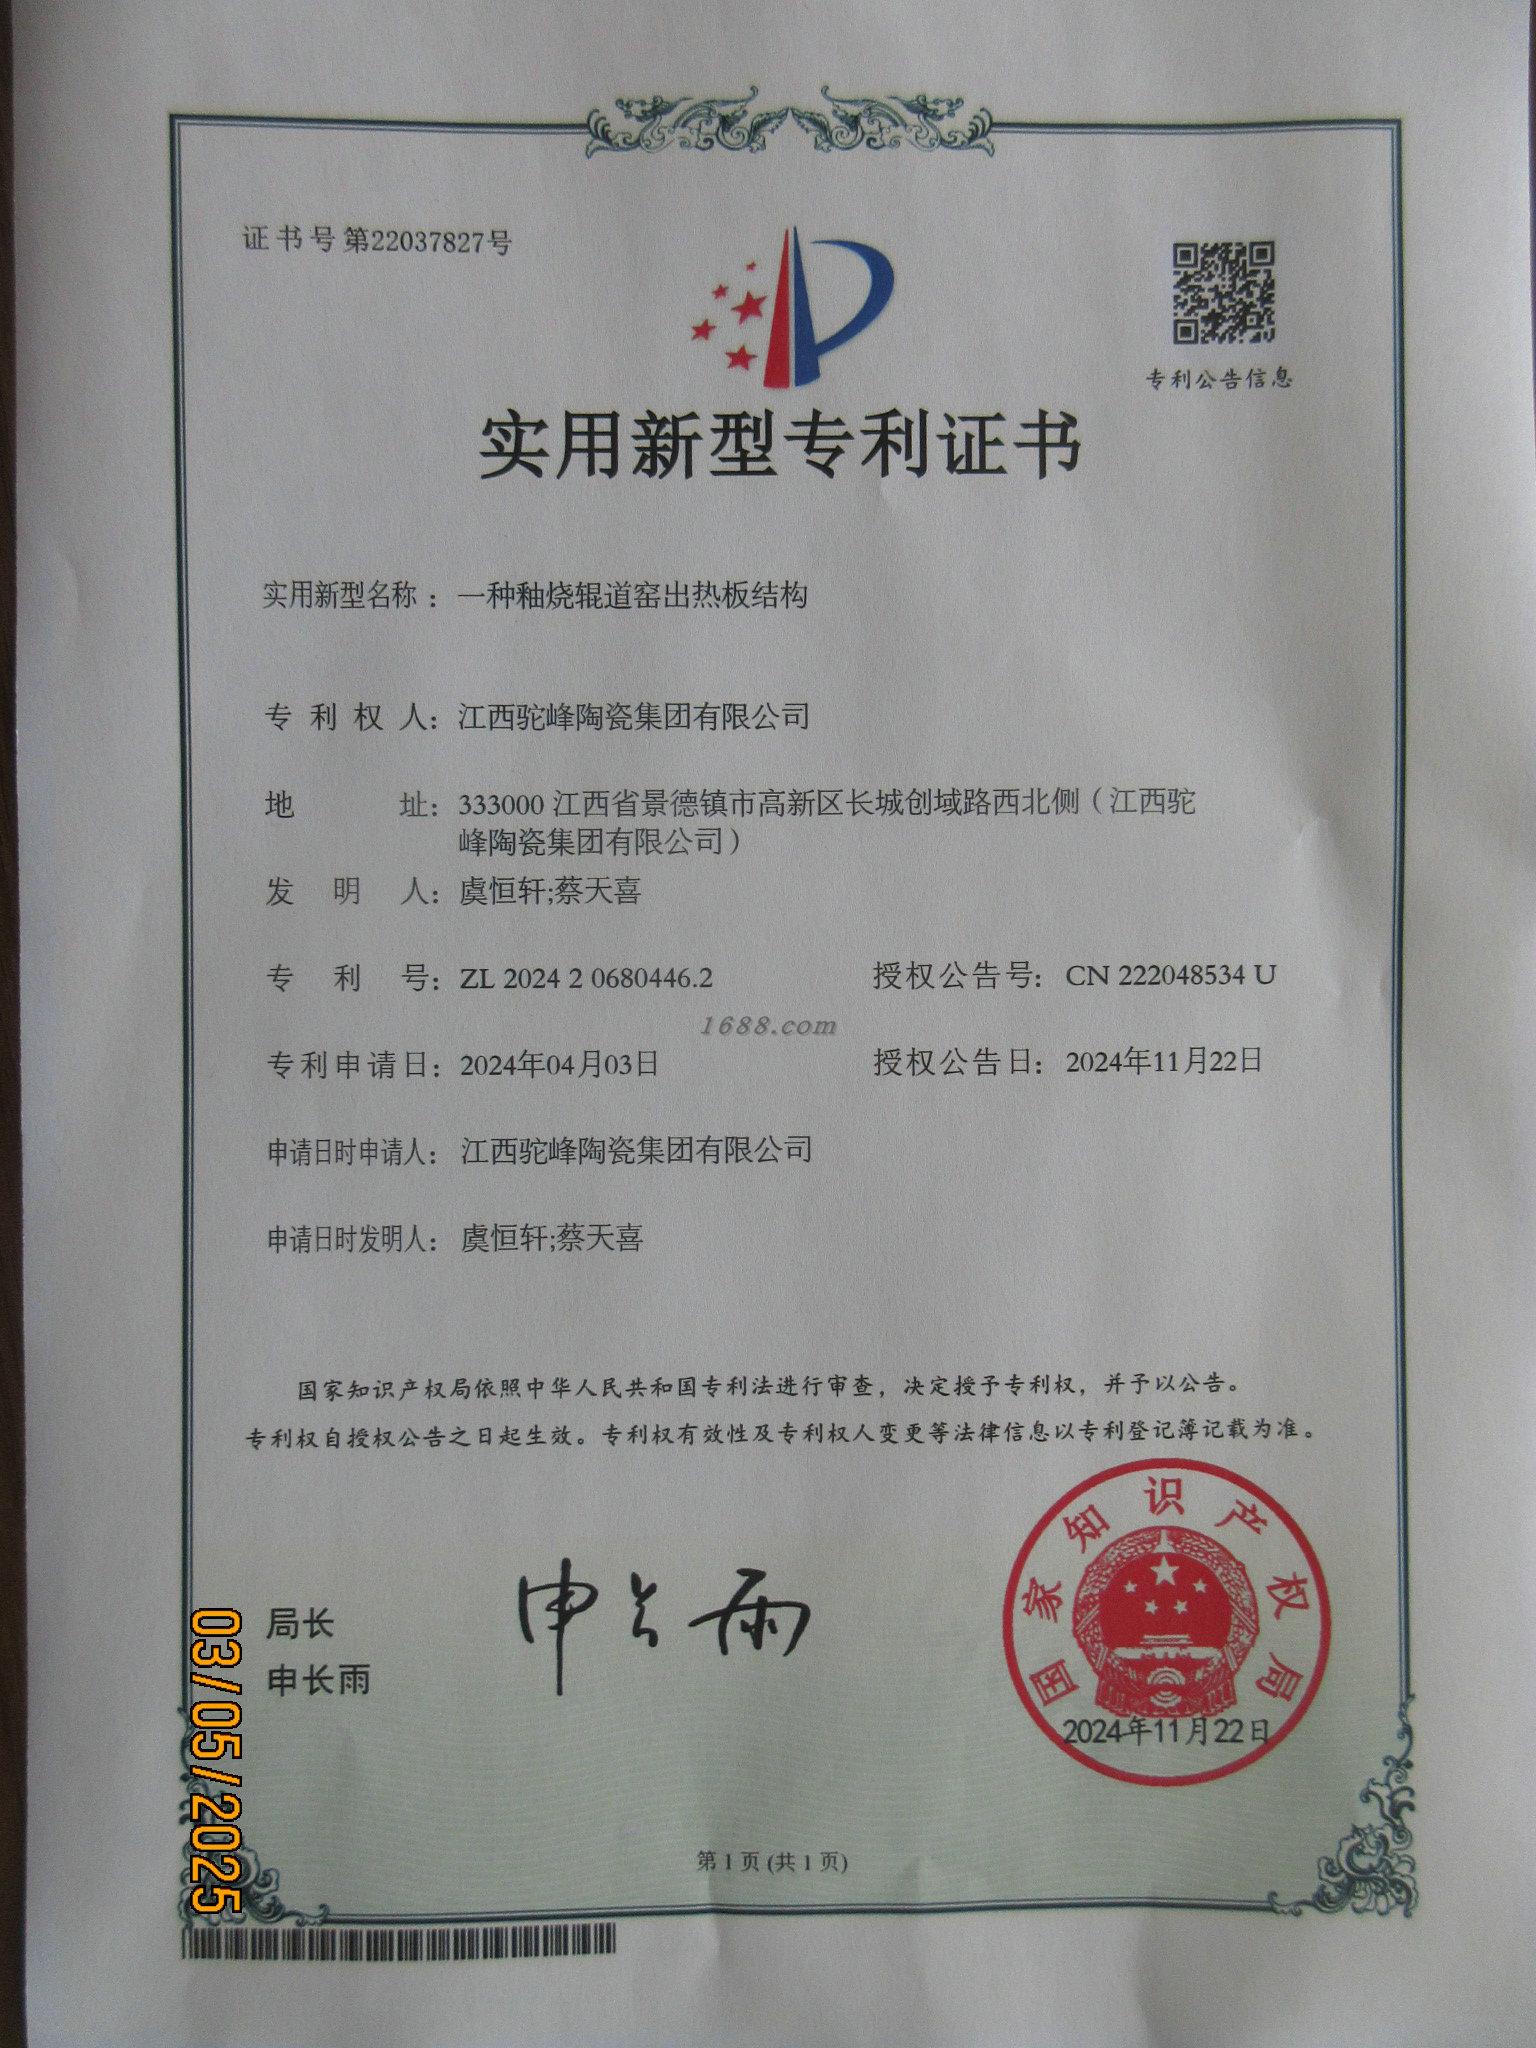 证书号第22037827号
专利公告信息
实用新型专利证书
实用新型名称：一种釉烧辊道窑出热板结构
专利权人：江西驼峰陶瓷集团有限公司
地址：333000 江西省景德镇市高新区长城创域路西北侧（江西驼
峰陶瓷集团有限公司）
发明人：虞恒轩;蔡天喜
专利号：ZL 2024 2 0680446.2 授权公告号：CN 222048534 U
1688.com
专利申请日：2024年04月03日 授权公告日：2024年11月22日
申请日时申请人：江西驼峰陶瓷集团有限公司
申请日时发明人：虞恒轩;蔡天喜
国家知识产权局依照中华人民共和国专利法进行审查，决定授予专利权，并予以公告。
专利权自授权公告之日起生效。专利权有效性及专利权人变更等法律信息以专利登记簿记载为准。
局长
申长雨
申长雨
国家知识产权局
2024年11月22日
第 1 页 (共 1 页)
03/05/2025